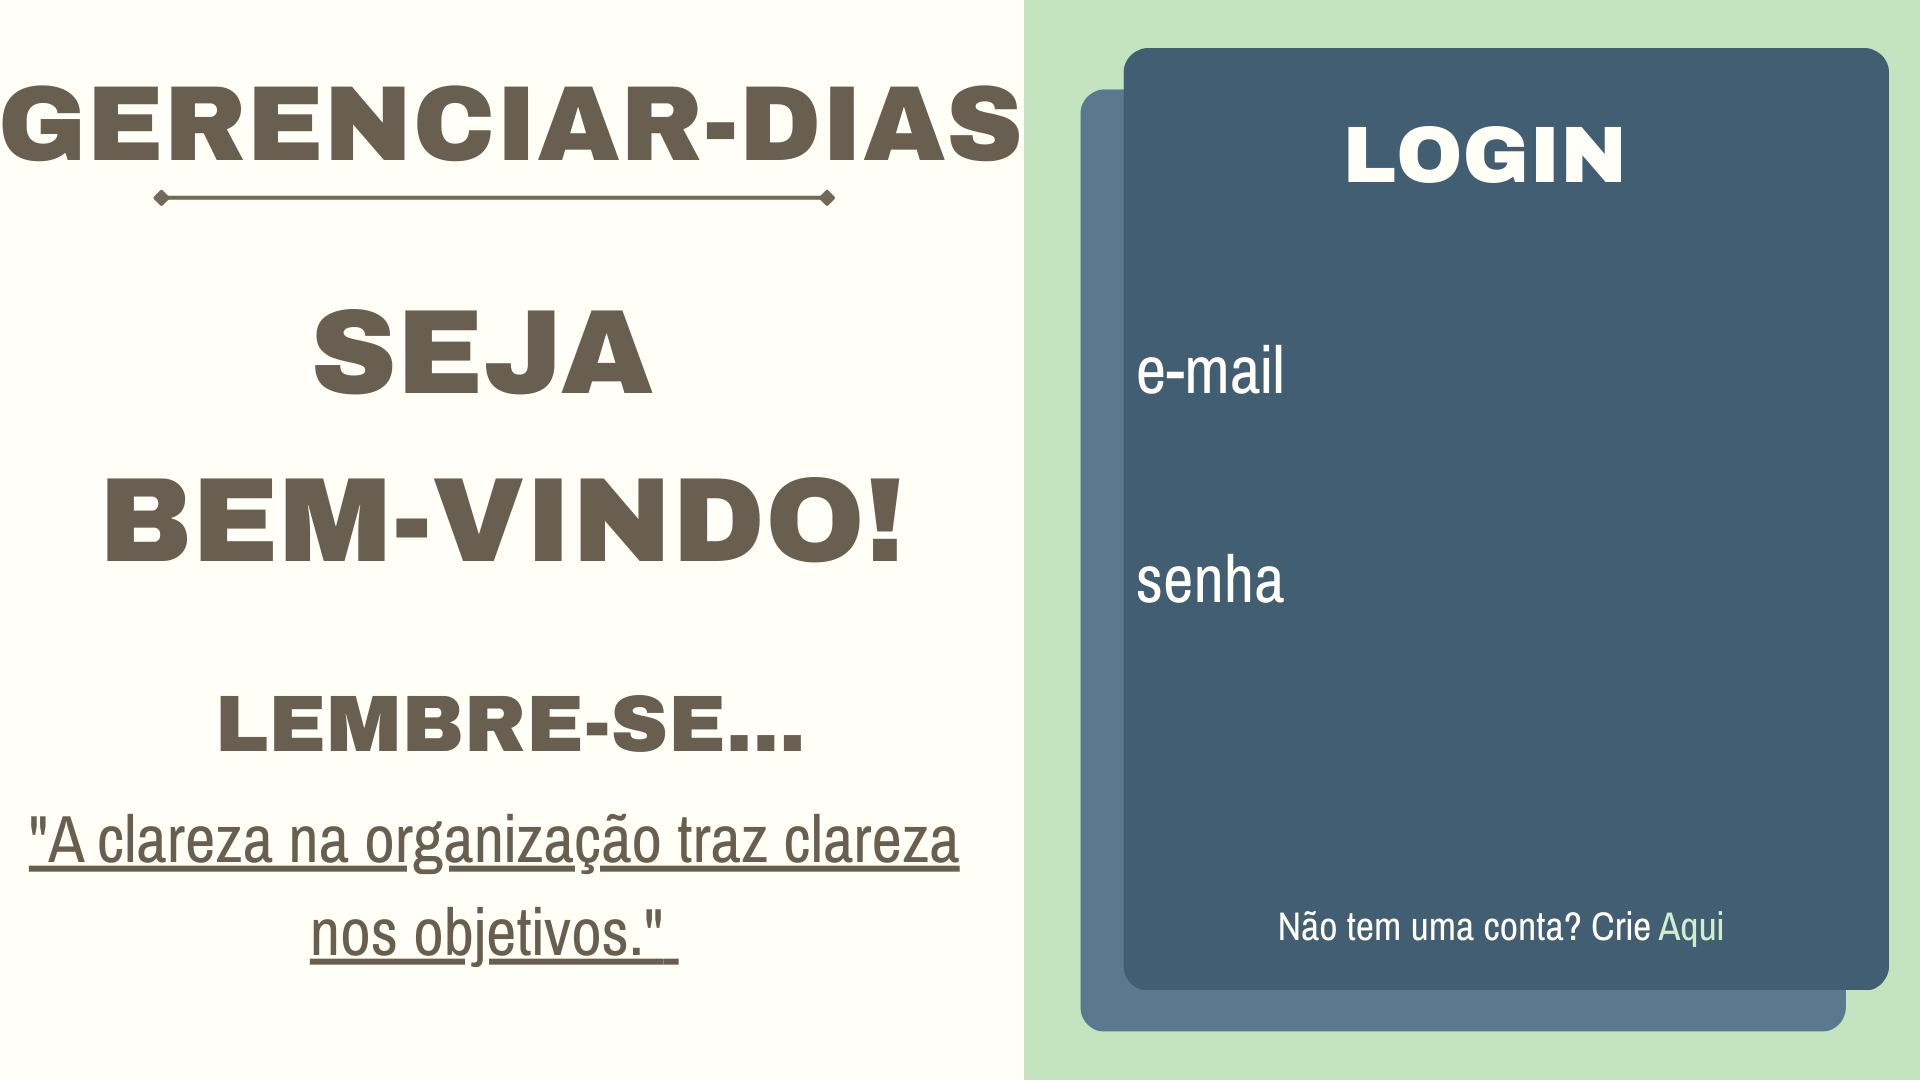 GERENCIAR-DIAS
SEJA
BEM-VINDO!
LEMBRE-SE...
"A clareza na organização traz clareza
nos objetivos."
LOGIN
e-mail
senha
Não tem uma conta? Crie Aqui